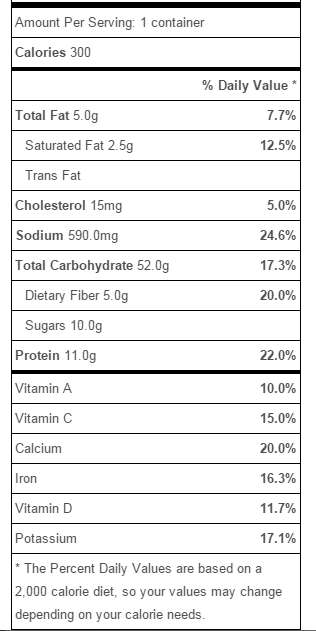 Amount Per Serving: 1 container
Calories 300
% Daily Value *
Total Fat 5.0g 7.7%
Saturated Fat 2.5g 12.5%
Trans Fat
Cholesterol 15mg 5.0%
Sodium 590.0mg 24.6%
Total Carbohydrate 52.0g 17.3%
Dietary Fiber 5.0g 20.0%
Sugars 10.0g
Protein 11.0g 22.0%
Vitamin A 10.0%
Vitamin C 15.0%
Calcium 20.0%
Iron 16.3%
Vitamin D 11.7%
Potassium 17.1%
* The Percent Daily Values are based on a
2,000 calorie diet, so your values may change
depending on your calorie needs.